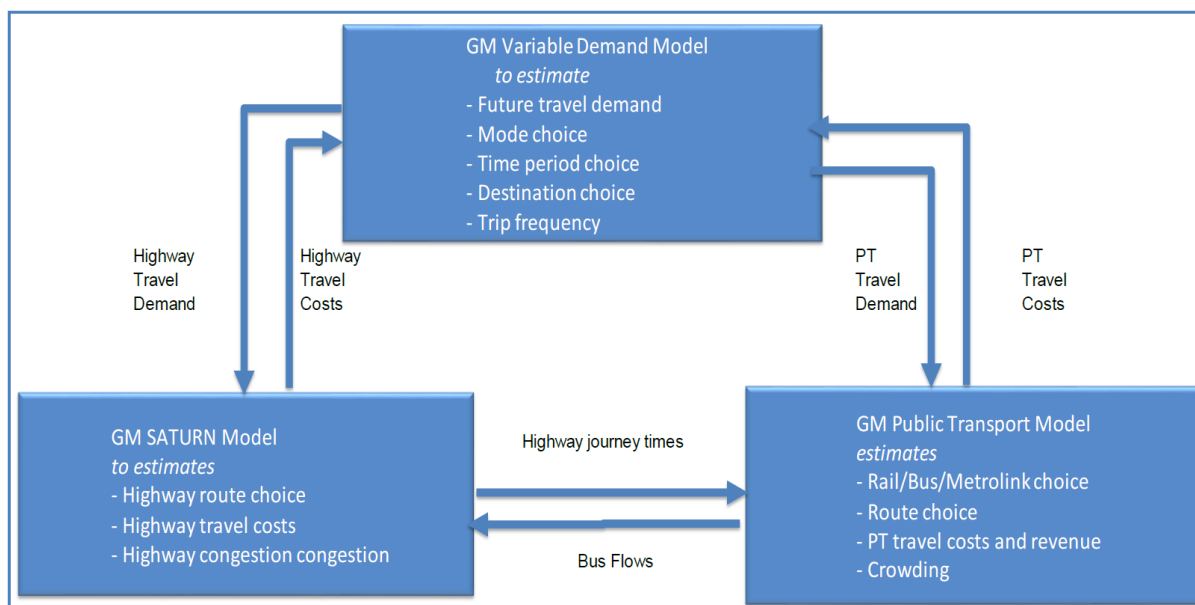 GM Variable Demand Model
to estimate
- Future travel demand
- Mode choice
- Time period choice
- Destination choice
- Trip frequency
Highway
Travel
Demand
Highway
Travel
Costs
PT
Travel
Demand
PT
Travel
Costs
GM SATURN Model
to estimates
- Highway route choice
- Highway travel costs
- Highway congestion congestion
Highway journey times
Bus Flows
GM Public Transport Model
estimates
- Rail/Bus/Metrolink choice
- Route choice
- PT travel costs and revenue
- Crowding